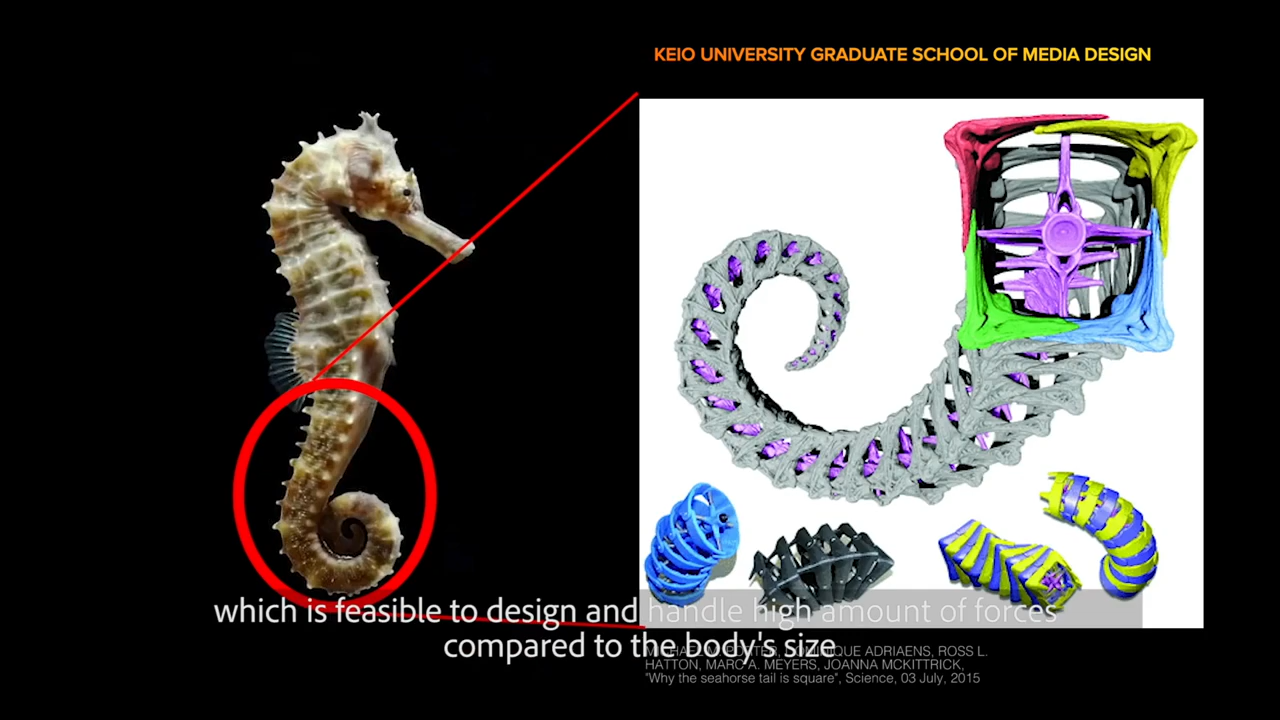 KEIO UNIVERSITY GRADUATE SCHOOL OF MEDIA DESIGN
which is feasible to design and handle high amount of forces
compared to the body's size
ADRIAENS, ROSS L.
HATTON, MARC A. MEYERS, JOANNA MCKITTRICK,
"Why the seahorse tail is square", Science, 03 July, 2015